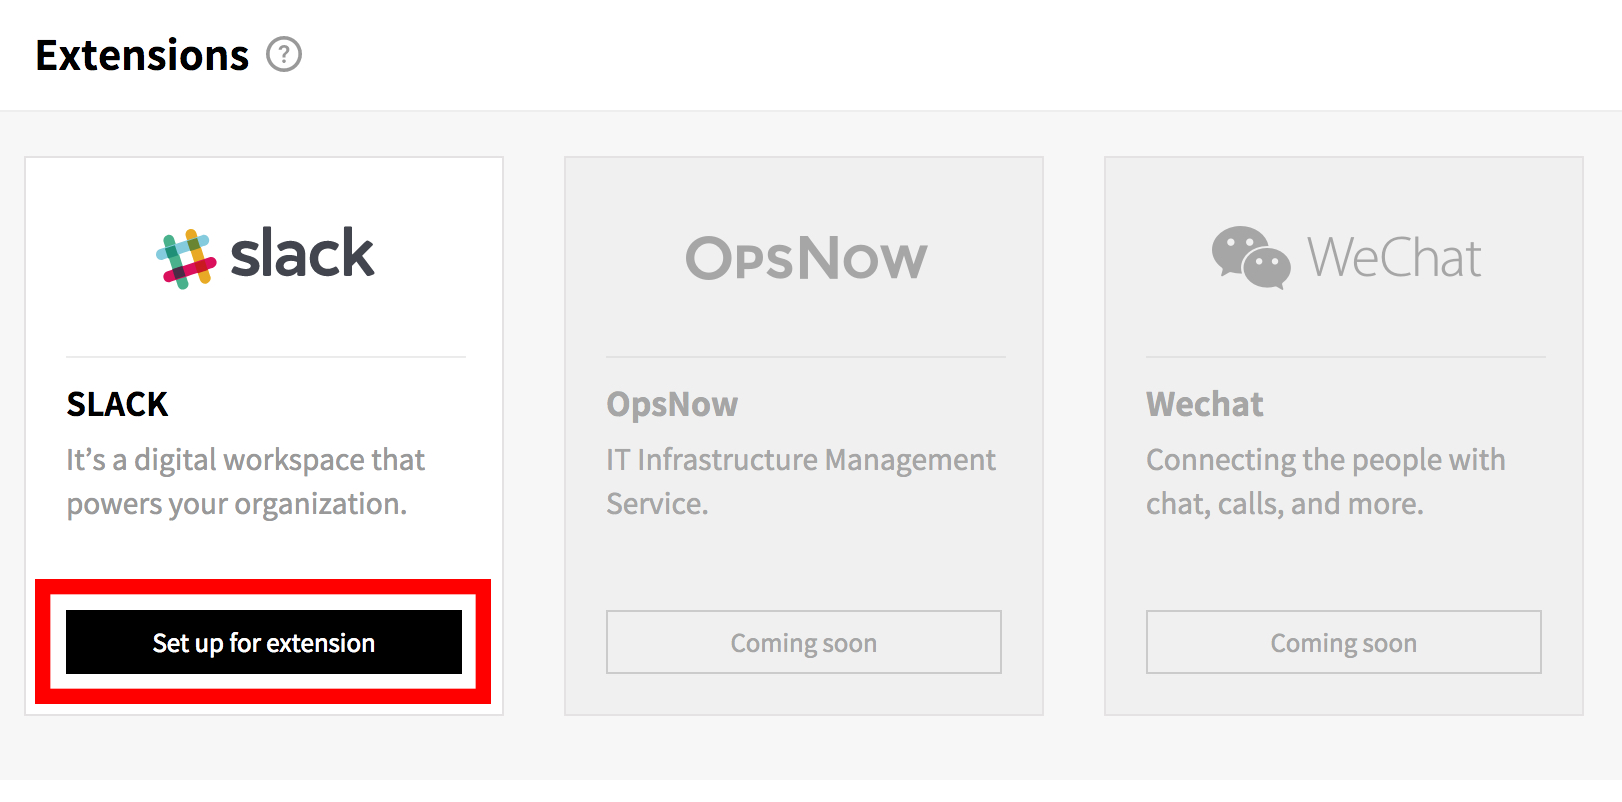 Extensions ?
slack
SLACK
It’s a digital workspace that
powers your organization.
Set up for extension
OpsNow
OpsNow
IT Infrastructure Management
Service.
Coming soon
WeChat
Wechat
Connecting the people with
chat, calls, and more.
Coming soon